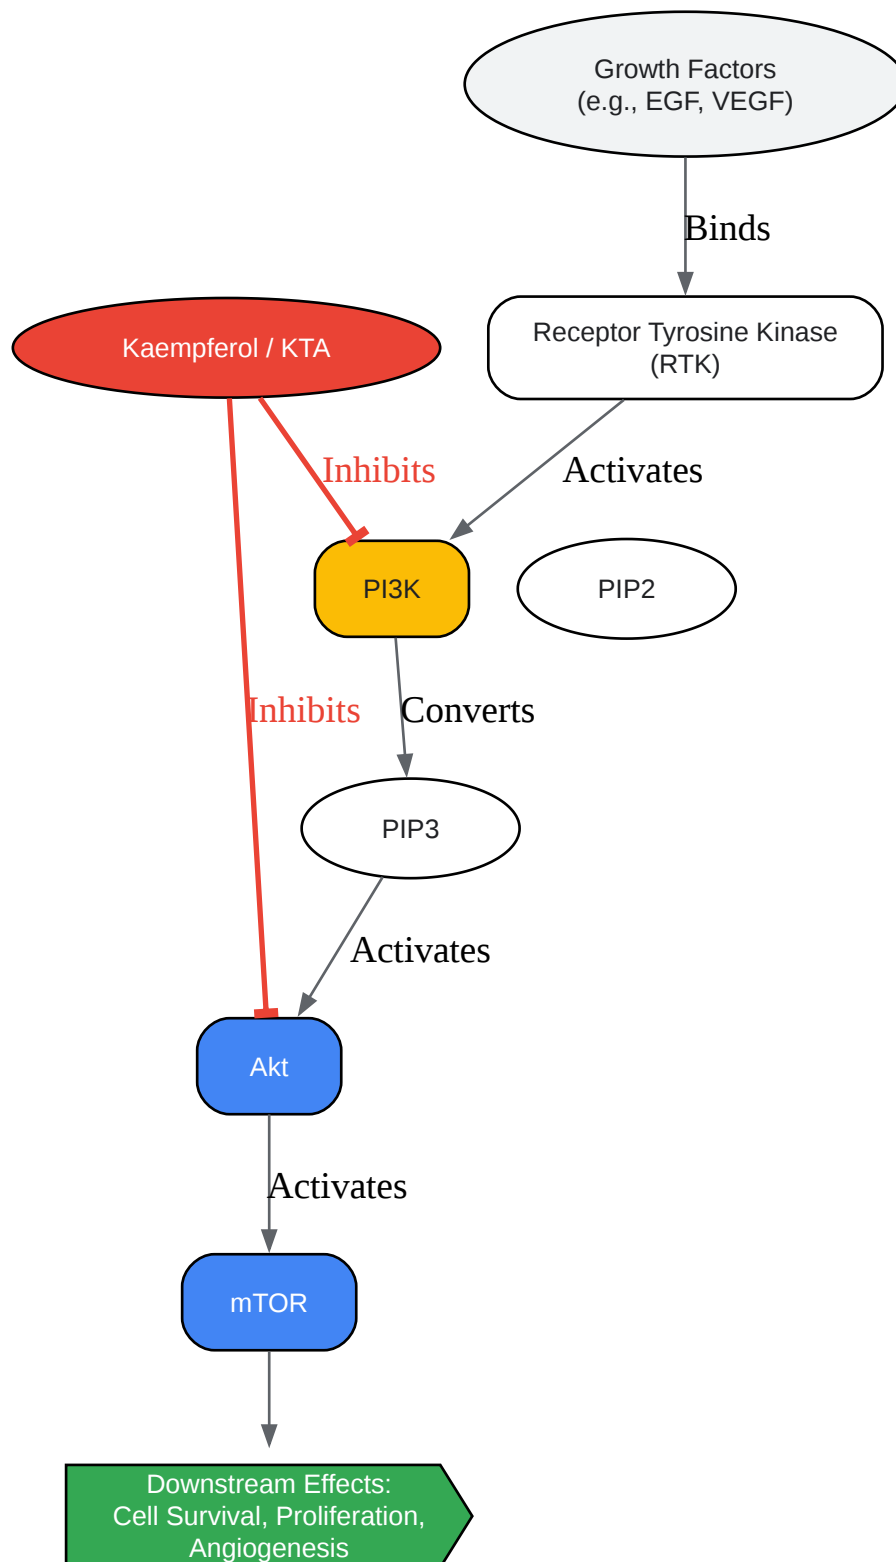 Growth Factors
(e.g., EGF, VEGF)
Binds
Kaempferol / KTA
Receptor Tyrosine Kinase
(RTK)
Inhibits
Activates
PI3K
PIP2
Inhibits
Converts
PIP3
Activates
Akt
Activates
mTOR
Downstream Effects:
Cell Survival, Proliferation,
Angiogenesis